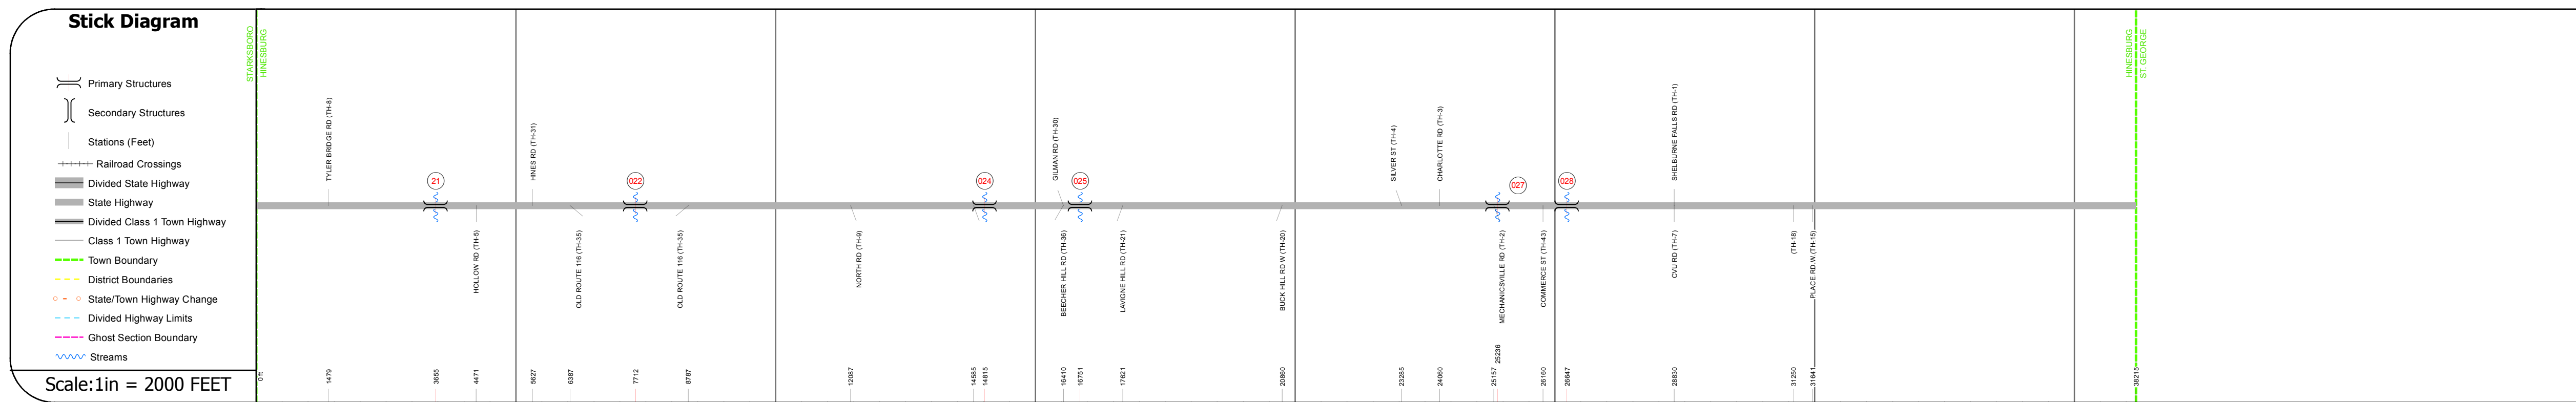 Stick Diagram
Primary Structures
Secondary Structures
Stations (Feet)
Railroad Crossings
Divided State Highway
State Highway
Divided Class 1 Town Highway
Class 1 Town Highway
Town Boundary
District Boundaries
State/Town Highway Change
Divided Highway Limits
Ghost Section Boundary
Streams
Scale:1in = 2000 FEET
STARKSBORO
HINESBURG
TYLER BRIDGE RD (TH-8)
21
HOLLOW RD (TH-5)
HINES RD (TH-31)
OLD ROUTE 116 (TH-35)
022
OLD ROUTE 116 (TH-35)
NORTH RD (TH-9)
024
GILMAN RD (TH-30)
BEECHER HILL RD (TH-36)
025
LAVIGNE HILL RD (TH-21)
BUCK HILL RD W (TH-20)
SILVER ST (TH-4)
CHARLOTTE RD (TH-3)
MECHANICSVILLE RD (TH-2)
027
COMMERCE ST (TH-43)
028
SHELBURNE FALLS RD (TH-1)
CVU RD (TH-7)
(TH-18)
PLACE RD.W (TH-15)
HINESBURG
ST. GEORGE
0 ft
1479
3655
4471
5627
6387
7712
8787
12087
14585
14815
16410
16751
17621
20860
23285
24060
25157
25236
26160
26647
28830
31250
31641
38215